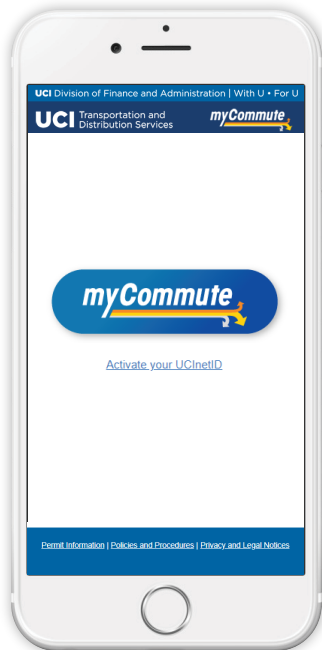 UCI Division of Finance and Administration | With U • For U
UCI Transportation and Distribution Services
myCommute
myCommute
Activate your UCInetID
Permit Information | Policies and Procedures | Privacy and Legal Notices